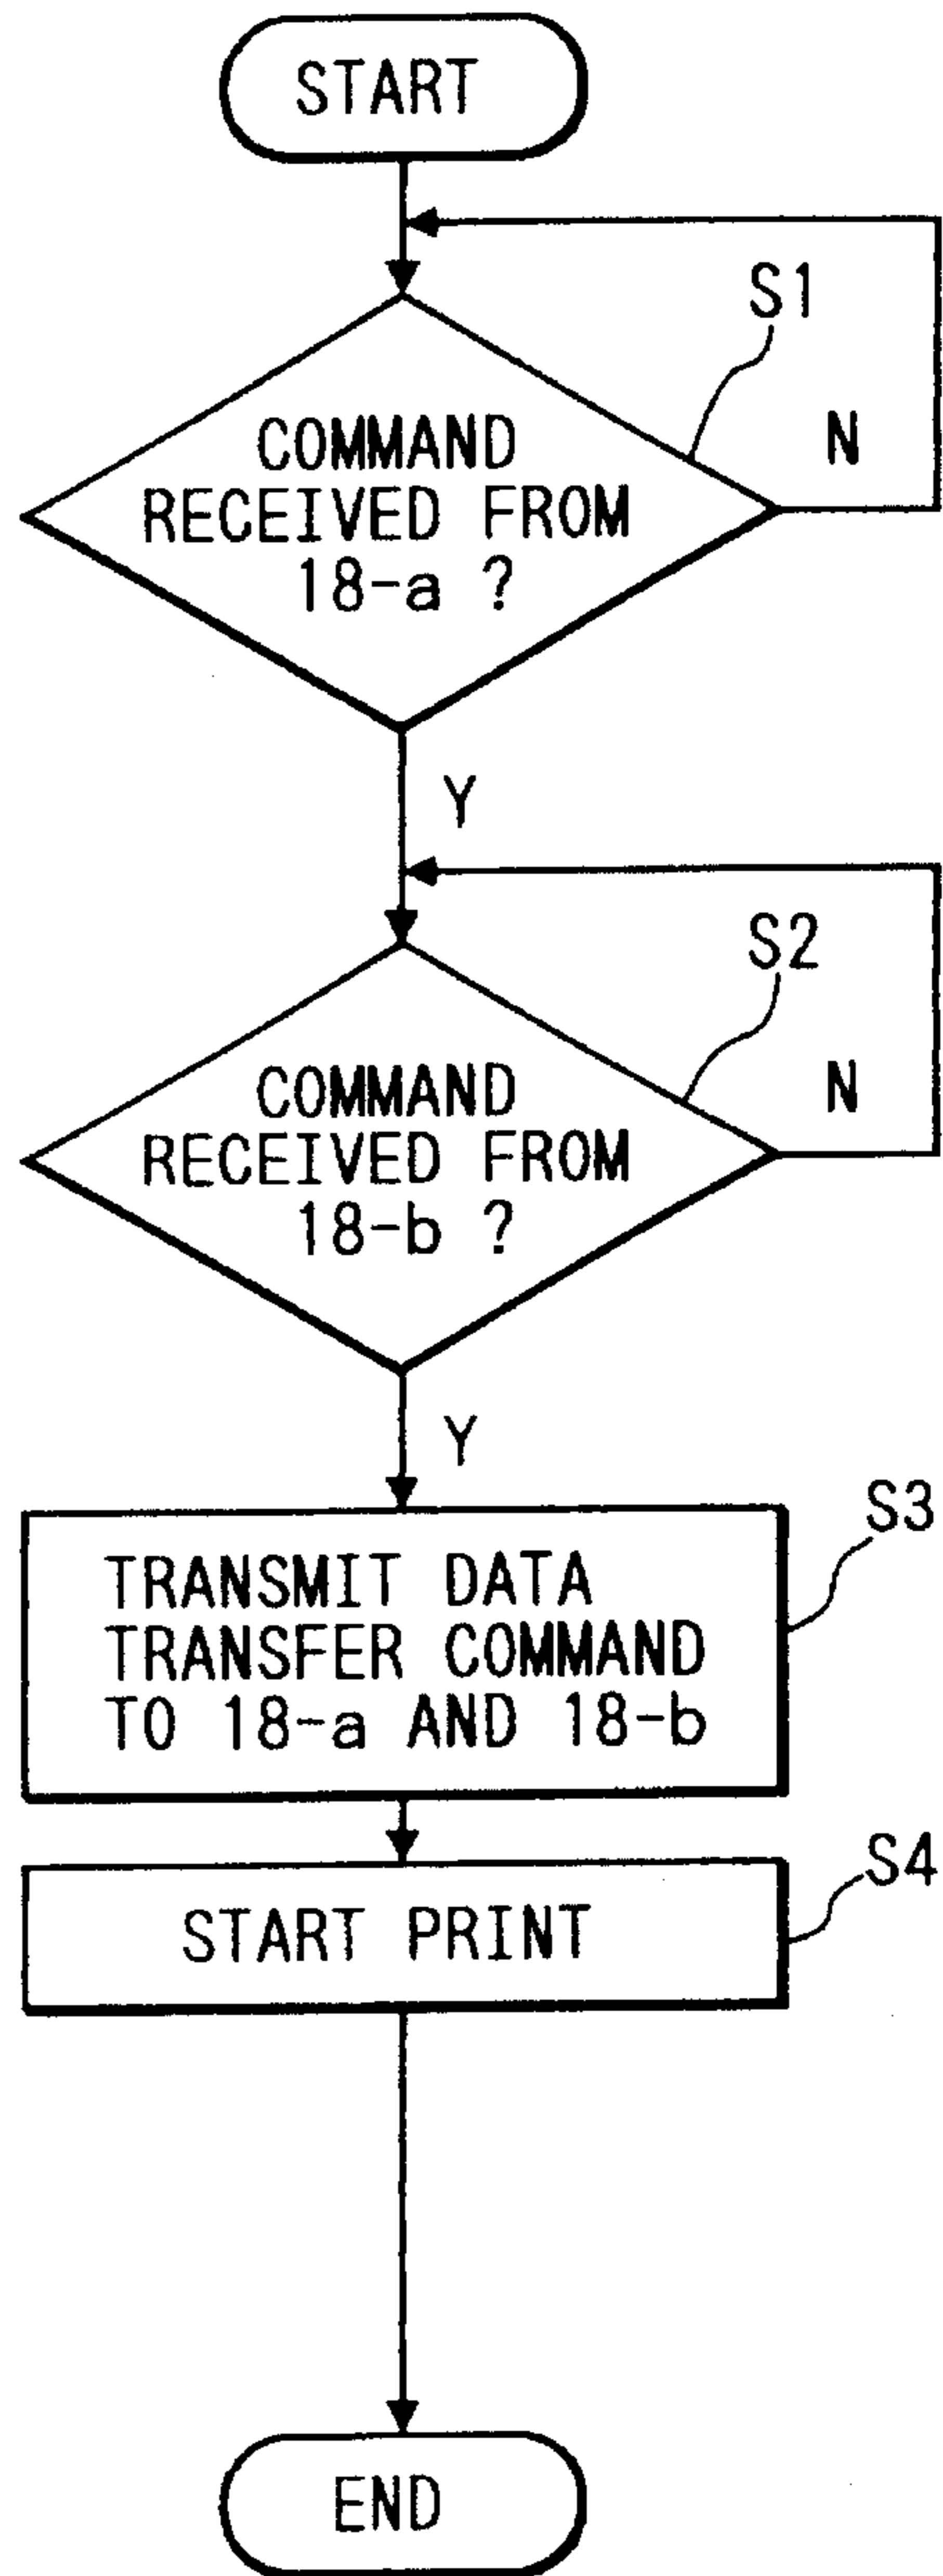 START
S1
COMMAND
RECEIVED FROM
18-a ?
N
Y
S2
COMMAND
RECEIVED FROM
18-b ?
N
Y
S3
TRANSMIT DATA
TRANSFER COMMAND
TO 18-a AND 18-b
S4
START PRINT
END